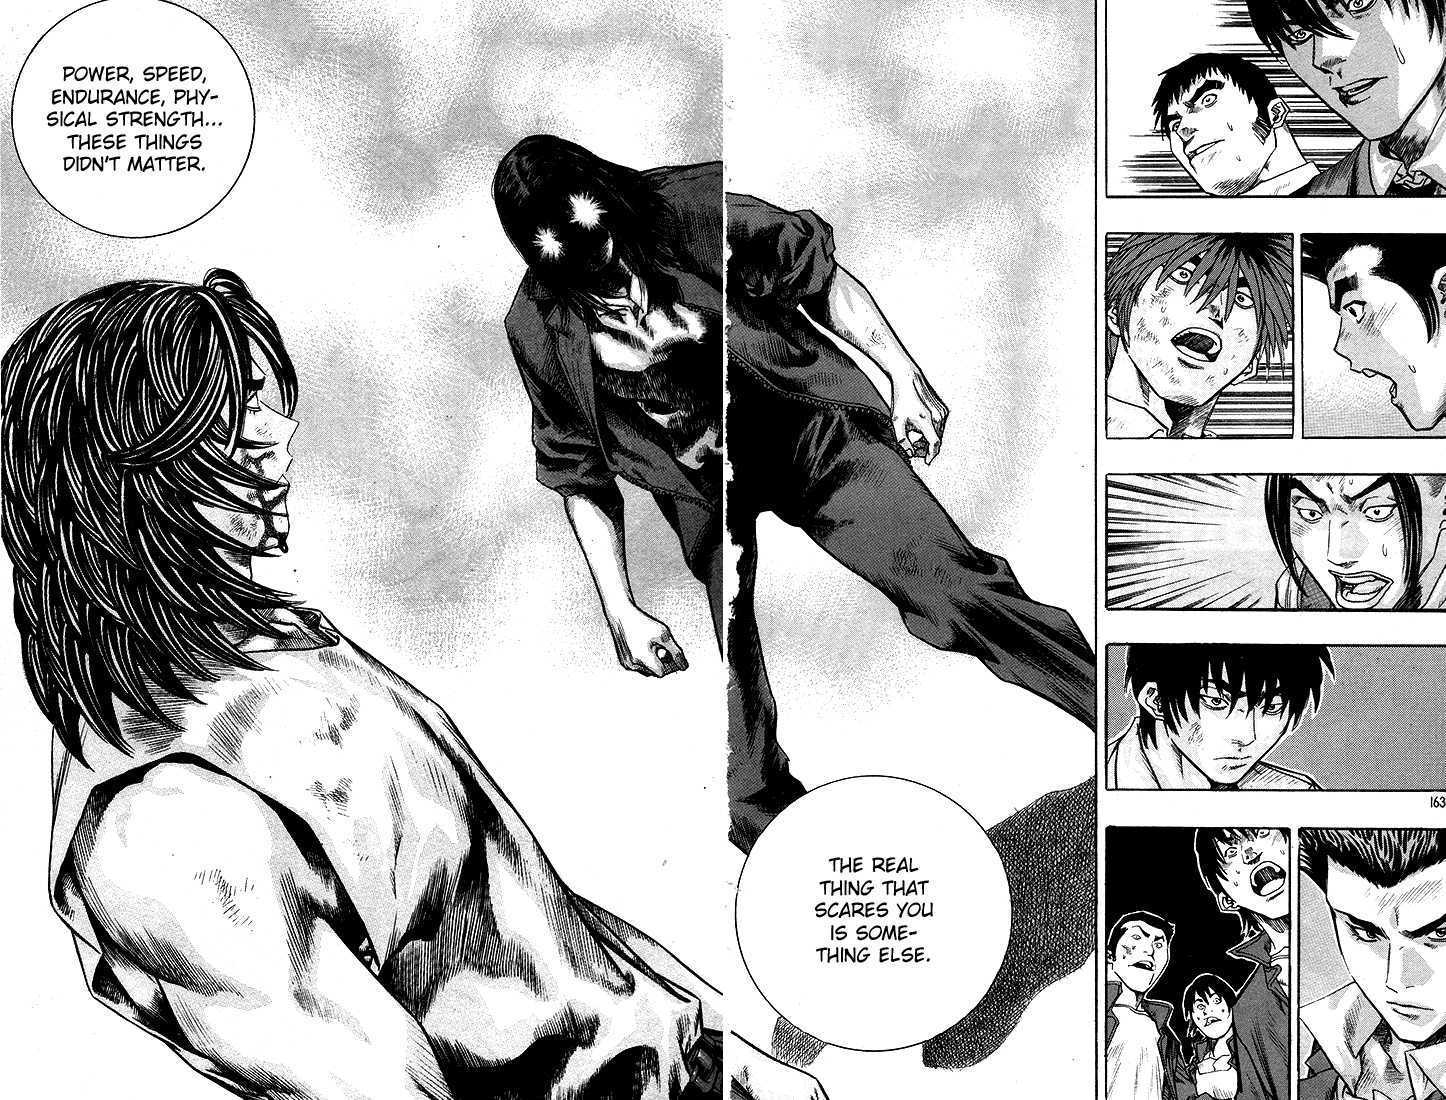 THE REAL
THING THAT
SCARES YOU
IS SOME-
THING ELSE.
POWER, SPEED,
ENDURANCE, PHY-
SICAL STRENGTH...
THESE THINGS
DIDN'T MATTER.
163